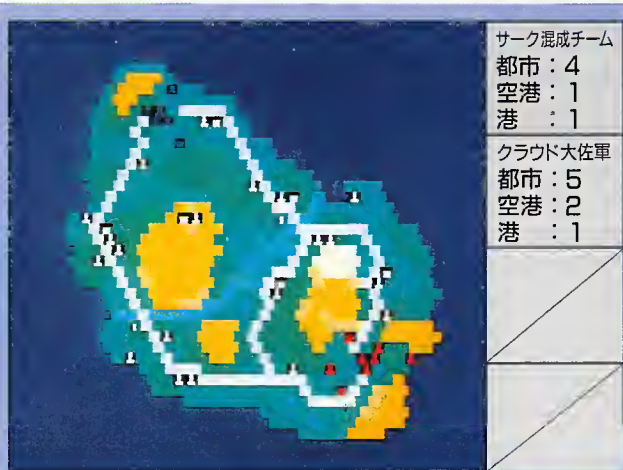 サーク混成チーム
都市：4
空港：1
港　：1
クラウド大佐軍
都市：5
空港：2
港　：1